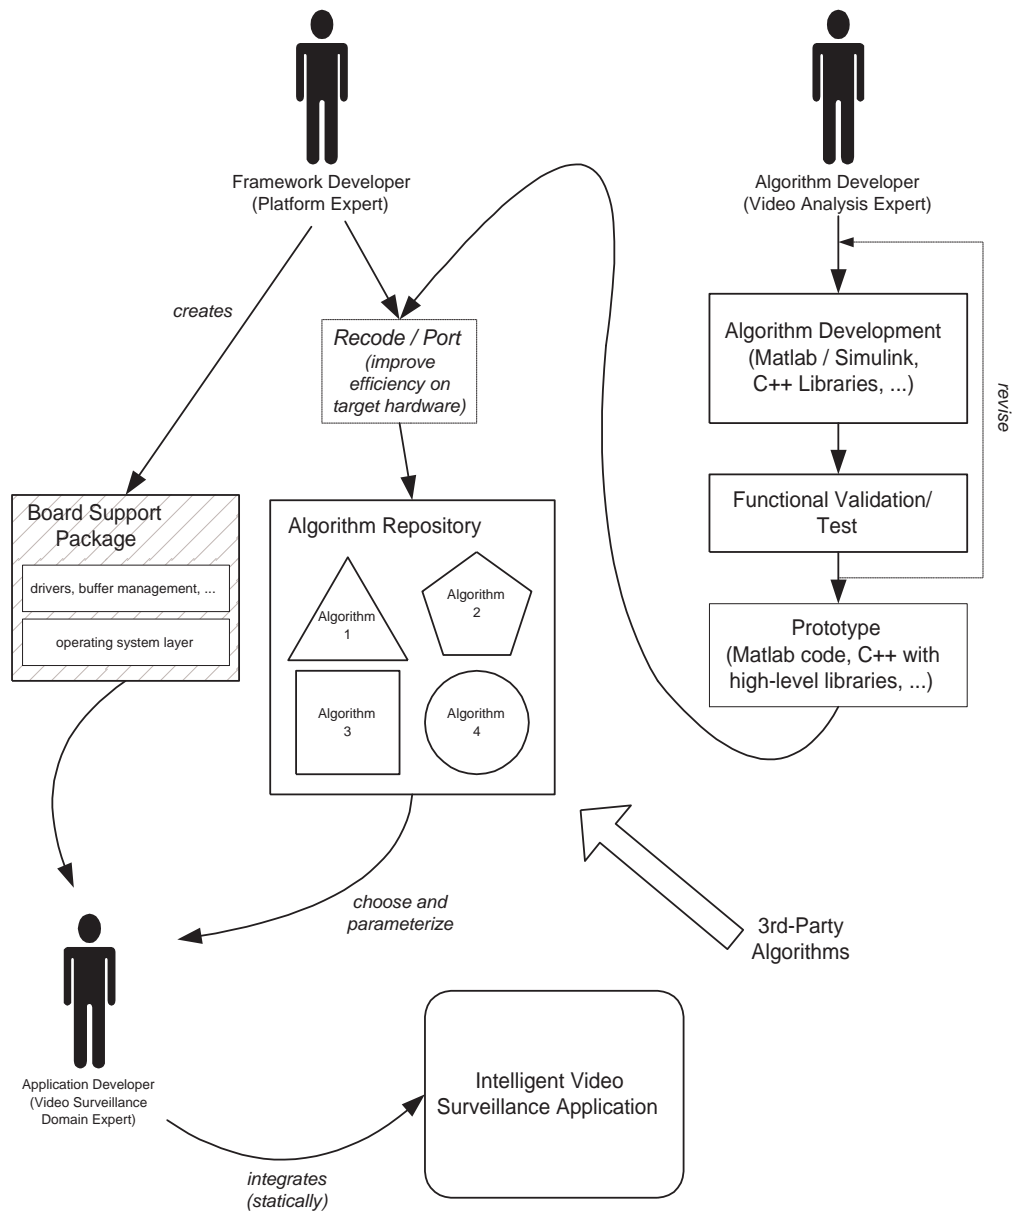 Framework Developer
(Platform Expert)
Algorithm Developer
(Video Analysis Expert)
creates
Recode / Port
(improve
efficiency on
target hardware)
Algorithm Development
(Matlab / Simulink,
C++ Libraries, ...)
revise
Functional Validation/
Test
Prototype
(Matlab code, C++ with
high-level libraries, ...)
Board Support
Package
drivers, buffer management, ...
operating system layer
Algorithm Repository
Algorithm
1
Algorithm
2
Algorithm
3
Algorithm
4
choose and
parameterize
3rd-Party
Algorithms
Application Developer
(Video Surveillance
Domain Expert)
integrates
(statically)
Intelligent Video
Surveillance Application